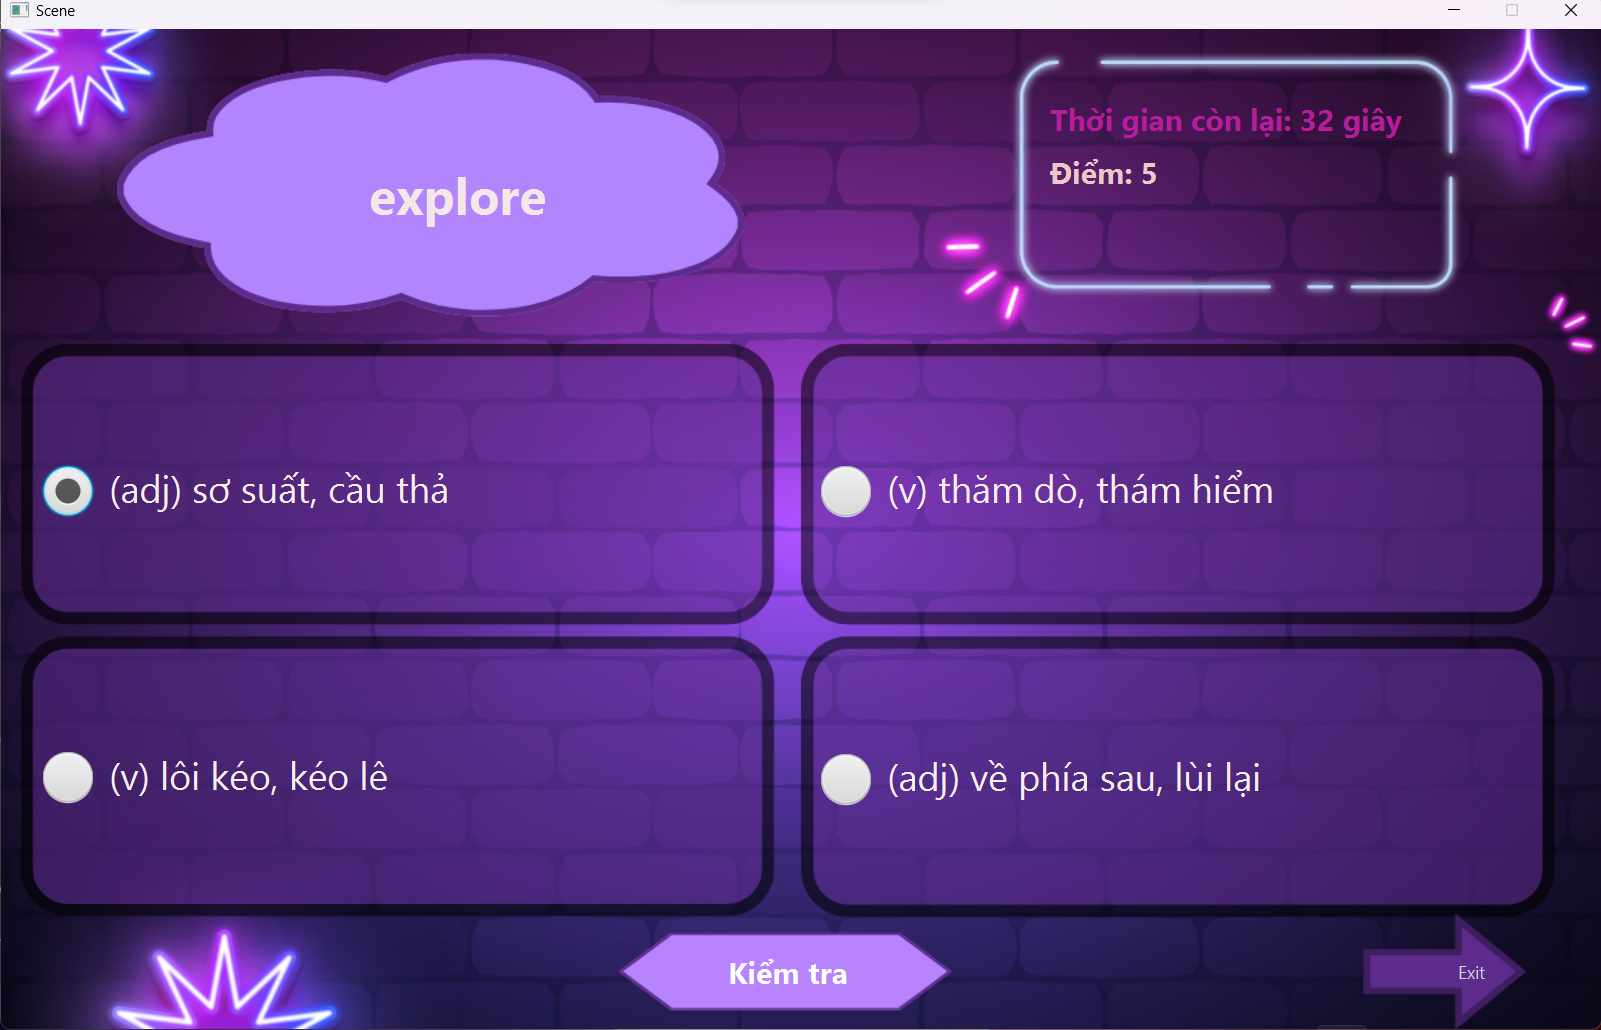 Scene
explore
Thời gian còn lại: 32 giây
Điểm: 5
(adj) sơ suất, cầu thả
(v) thăm dò, thám hiểm
(v) lôi kéo, kéo lê
(adj) về phía sau, lùi lại
Kiểm tra
Exit